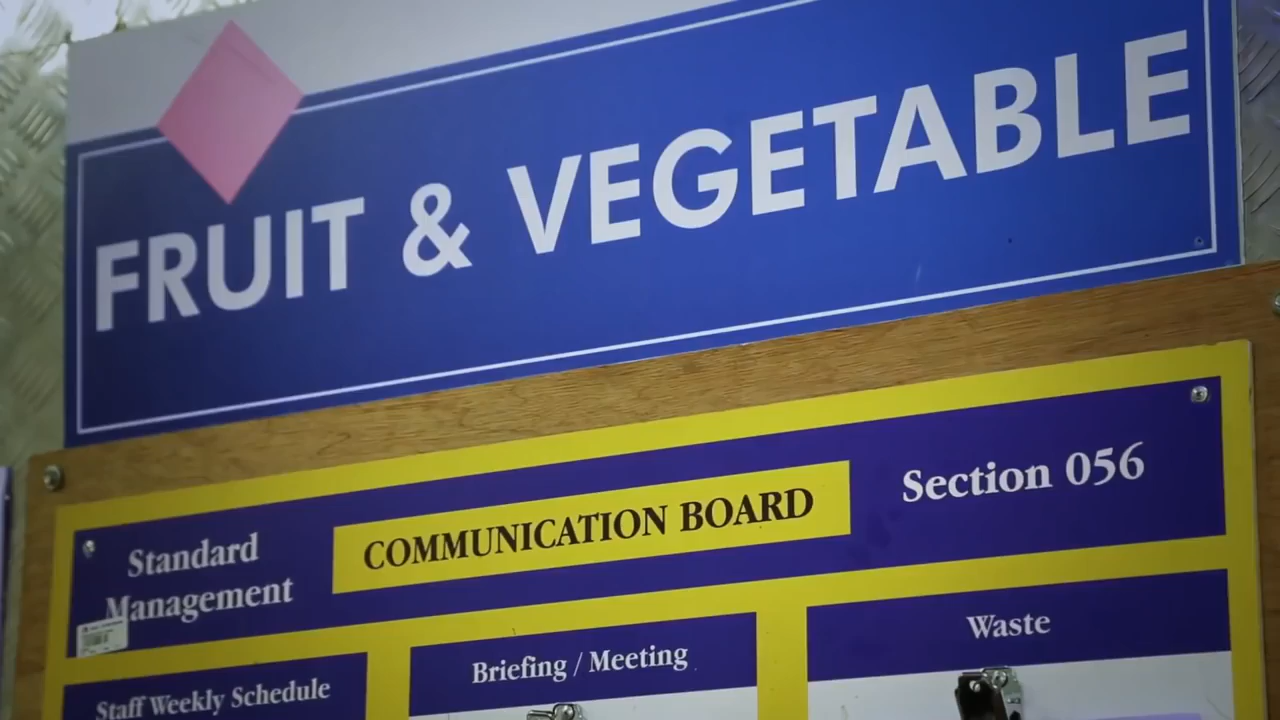 FRUIT & VEGETABLE
Standard
Management
COMMUNICATION BOARD
Section 056
Staff Weekly Schedule
Briefing / Meeting
Waste